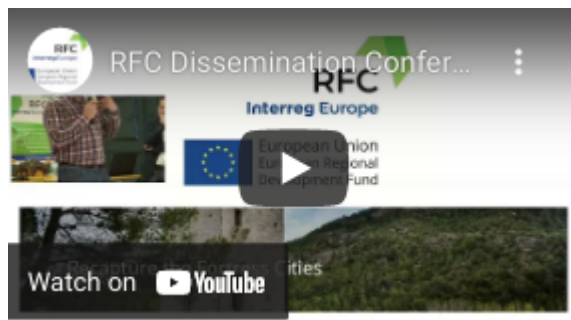 RFC
Interreg Europe
RFC Dissemination Confer...
RFC
Interreg Europe
European Union
European Regional
Development Fund
Recapture the Fortress Cities
Watch on YouTube